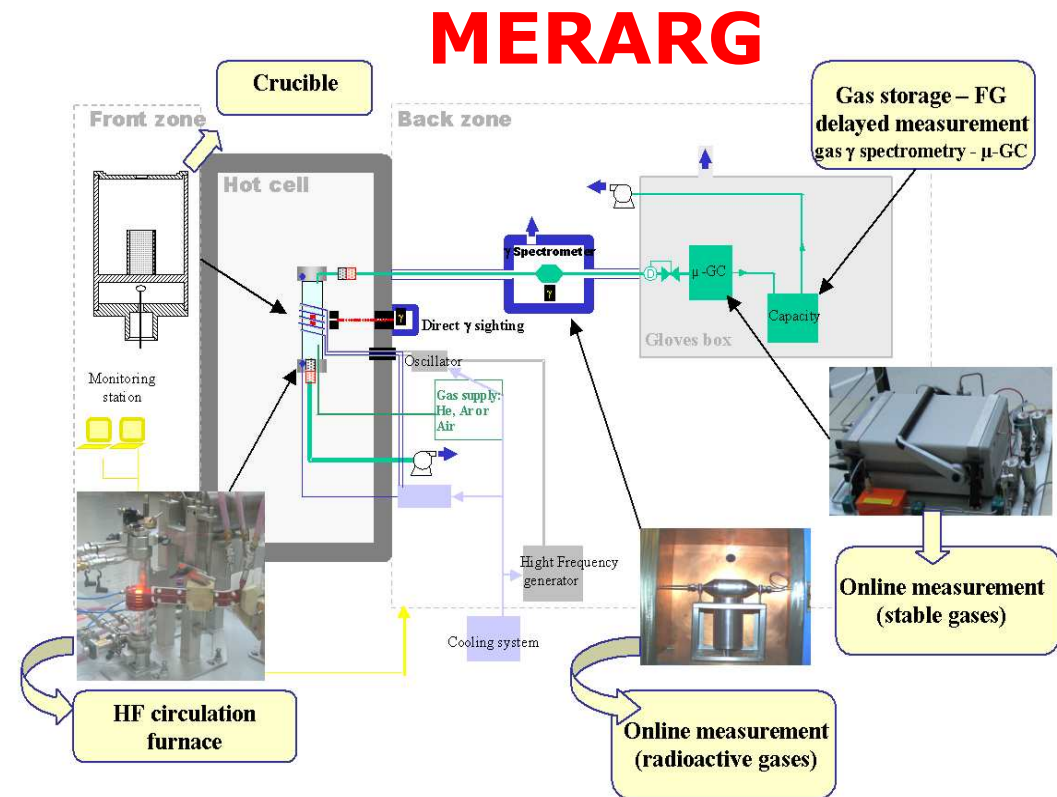 MERARG
Crucible
Gas storage – FG
delayed measurement
gas γ spectrometry - µ-GC
Front zone
Back zone
Hot cell
γ Spectrometer
γ
µ -GC
D
Capacity
γ
Direct γ sighting
Gloves box
Oscillator
Monitoring
station
Gas supply:
He, Ar or
Air
Hight Frequency
generator
Cooling system
Online measurement
(stable gases)
HF circulation
furnace
Online measurement
(radioactive gases)